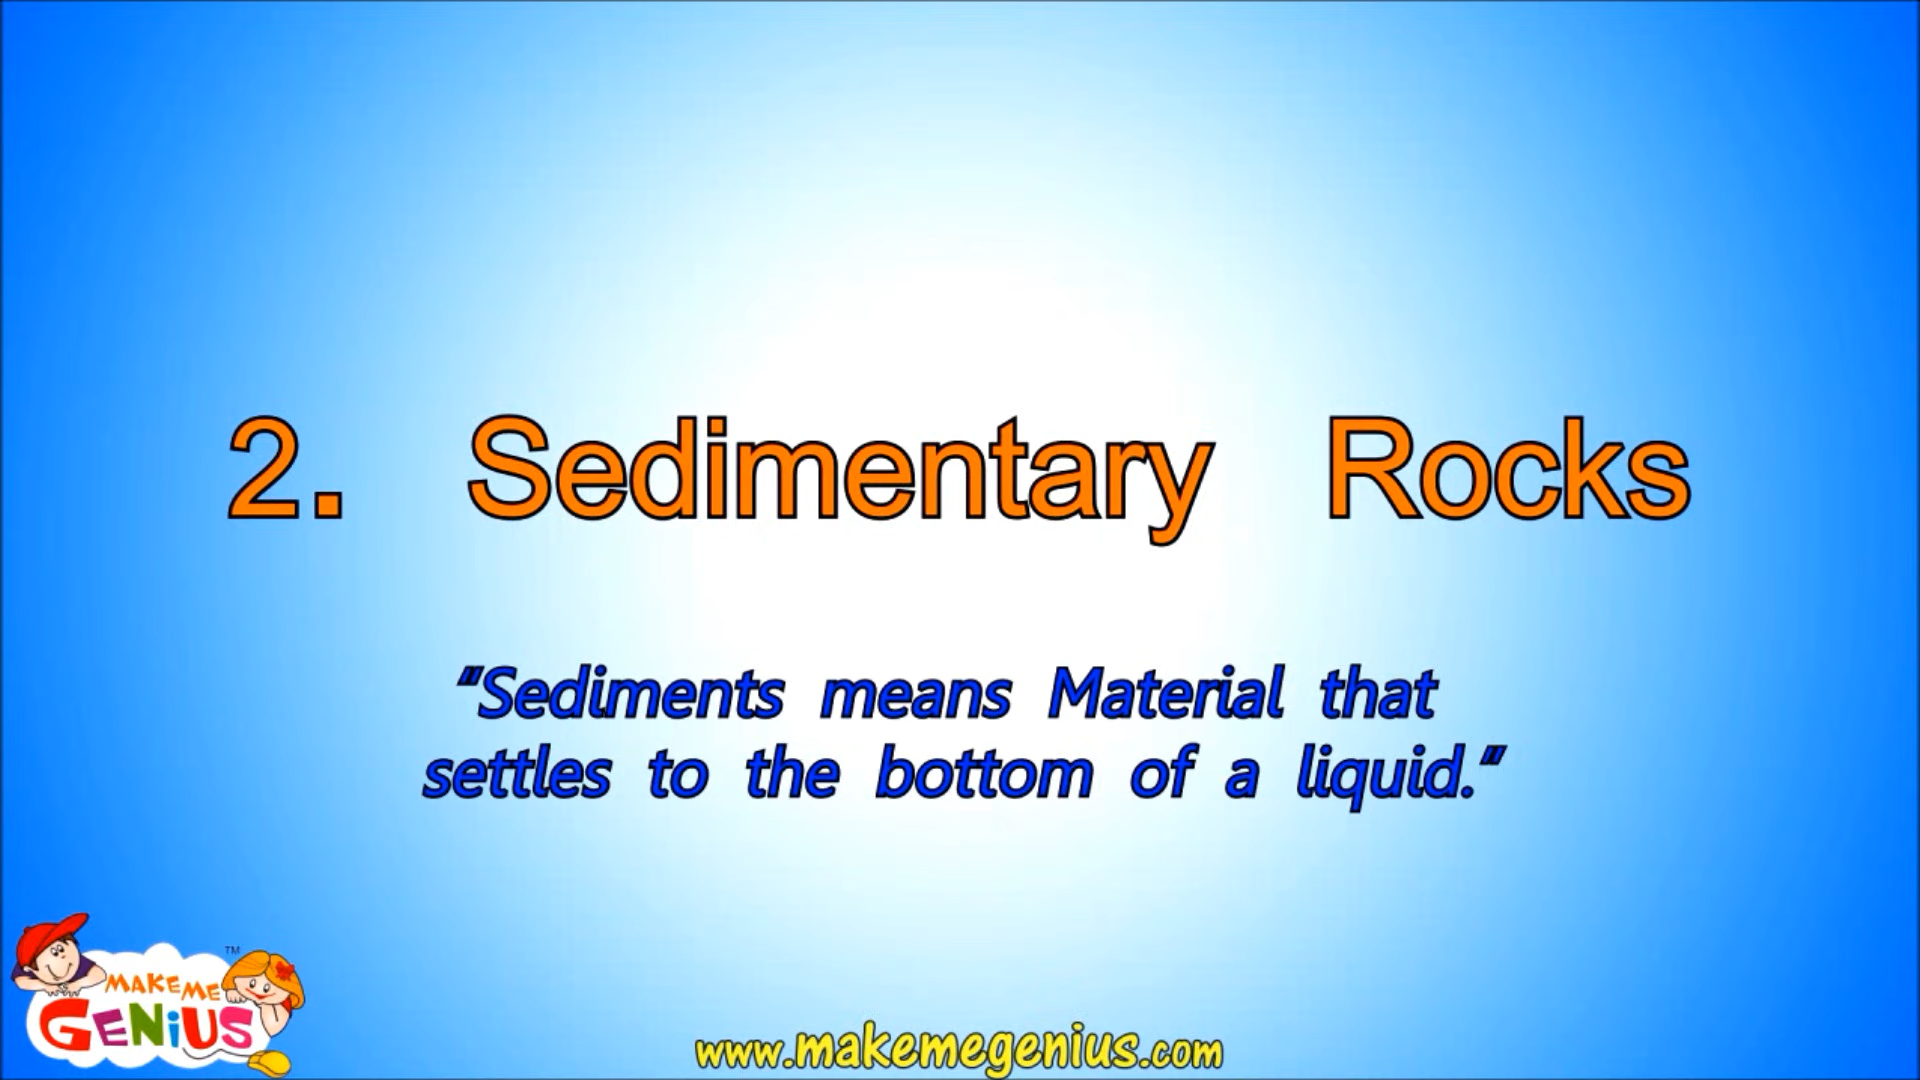 2. Sedimentary Rocks
"Sediments means Material that
settles to the bottom of a liquid."
MAKE ME
GENiUS
TM
www.makemegenius.com